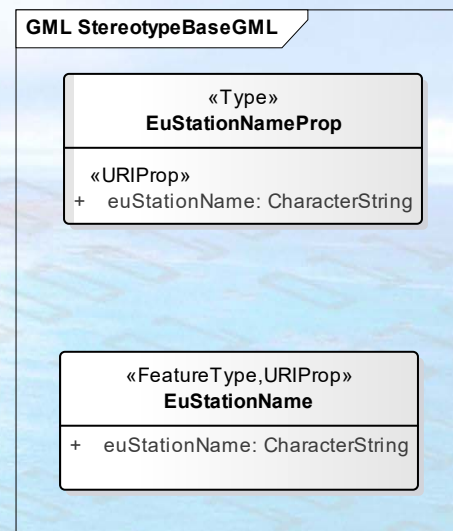 GML StereotypeBaseGML
«Type»
EuStationNameProp
«URIProp»
+ euStationName: CharacterString
«FeatureType,URIProp»
EuStationName
+ euStationName: CharacterString